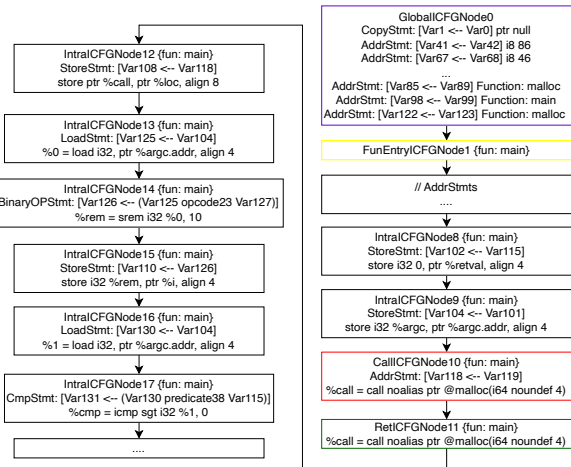 GlobalICFGNode0
CopyStmt: [Var1 <-- Var0] ptr null
AddrStmt: [Var41 <-- Var42] i8 86
AddrStmt: [Var67 <-- Var68] i8 46
...
AddrStmt: [Var85 <-- Var89] Function: malloc
AddrStmt: [Var98 <-- Var99] Function: main
AddrStmt: [Var122 <-- Var123] Function: malloc
FunEntryICFGNode1 {fun: main}
// AddrStmts
....
IntraICFGNode8 {fun: main}
StoreStmt: [Var102 <-- Var115]
store i32 0, ptr %retval, align 4
IntraICFGNode9 {fun: main}
StoreStmt: [Var104 <-- Var101]
store i32 %argc, ptr %argc.addr, align 4
CallICFGNode10 {fun: main}
AddrStmt: [Var118 <-- Var119]
%call = call noalias ptr @malloc(i64 noundef 4)
RetICFGNode11 {fun: main}
%call = call noalias ptr @malloc(i64 noundef 4)
IntraICFGNode12 {fun: main}
StoreStmt: [Var108 <-- Var118]
store ptr %call, ptr %loc, align 8
IntraICFGNode13 {fun: main}
LoadStmt: [Var125 <-- Var104]
%0 = load i32, ptr %argc.addr, align 4
IntraICFGNode14 {fun: main}
BinaryOPStmt: [Var126 <-- (Var125 opcode23 Var127)]
%rem = srem i32 %0, 10
IntraICFGNode15 {fun: main}
StoreStmt: [Var110 <-- Var126]
store i32 %rem, ptr %i, align 4
IntraICFGNode16 {fun: main}
LoadStmt: [Var130 <-- Var104]
%1 = load i32, ptr %argc.addr, align 4
IntraICFGNode17 {fun: main}
CmpStmt: [Var131 <-- (Var130 predicate38 Var115)]
%cmp = icmp sgt i32 %1, 0
....